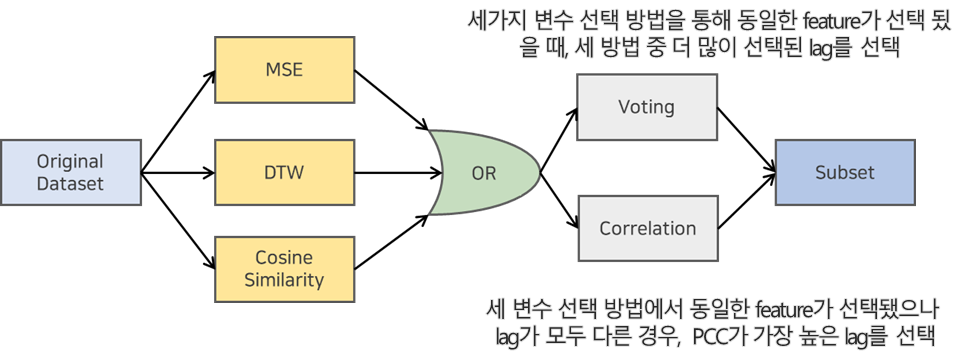 세가지 변수 선택 방법을 통해 동일한 feature가 선택 됐
을 때, 세 방법 중 더 많이 선택된 lag를 선택
MSE
Voting
Original
Dataset
DTW
OR
Subset
Correlation
Cosine
Similarity
세 변수 선택 방법에서 동일한 feature가 선택됐으나
lag가 모두 다른 경우, PCC가 가장 높은 lag를 선택